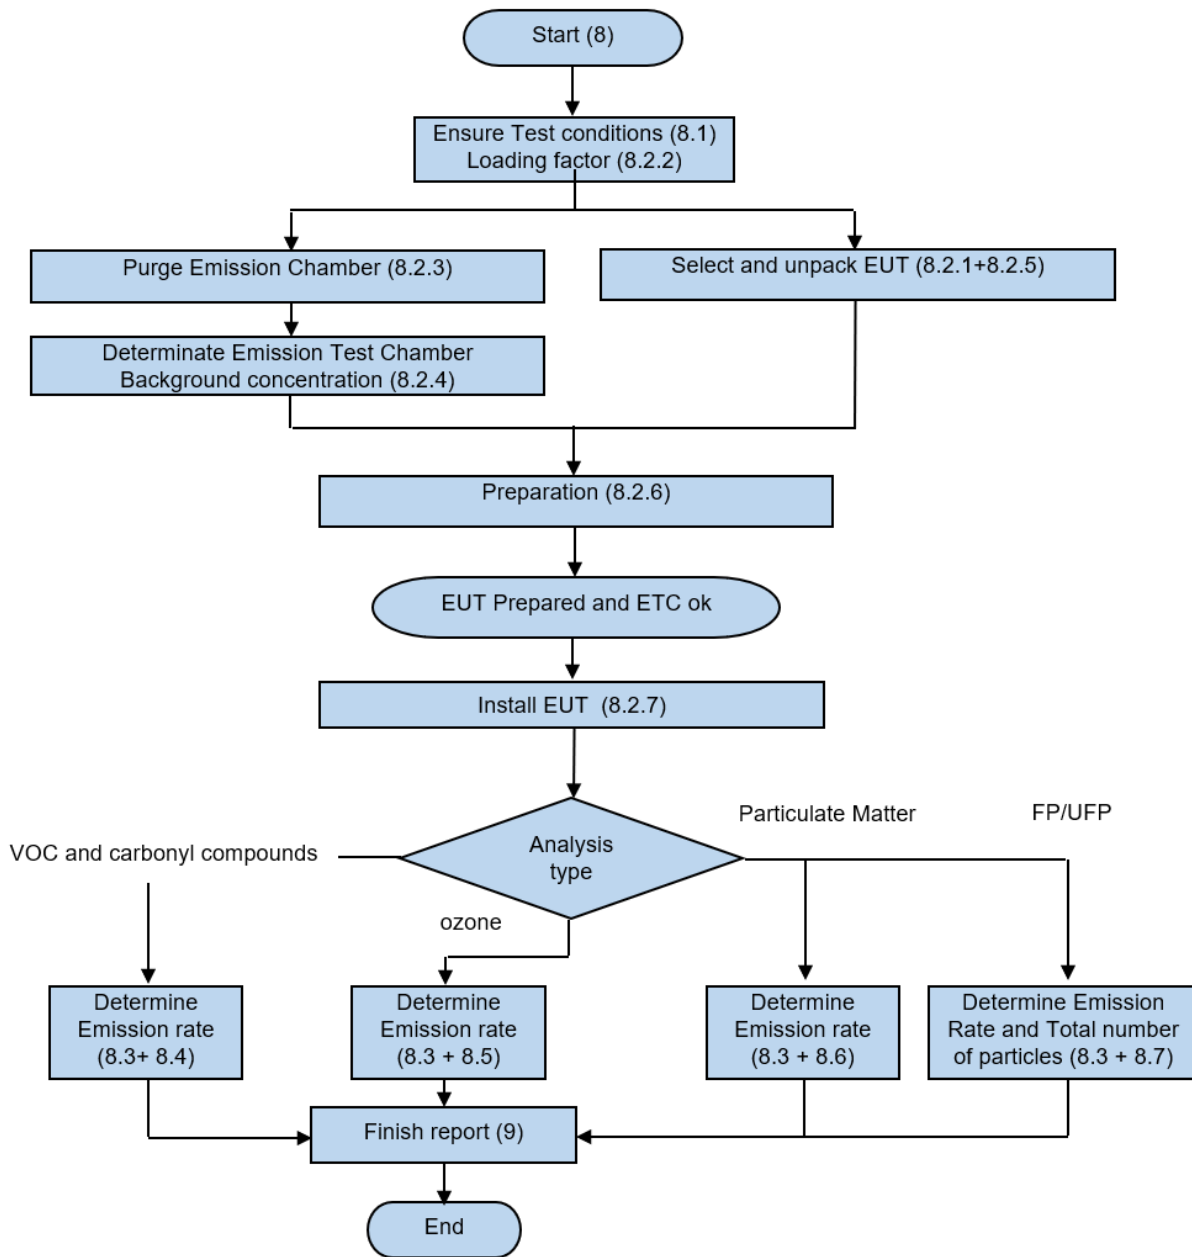 Start (8)
Ensure Test conditions (8.1)
Loading factor (8.2.2)
Purge Emission Chamber (8.2.3)
Select and unpack EUT (8.2.1+8.2.5)
Determinate Emission Test Chamber
Background concentration (8.2.4)
Preparation (8.2.6)
EUT Prepared and ETC ok
Install EUT (8.2.7)
Analysis
type
VOC and carbonyl compounds
ozone
Particulate Matter
FP/UFP
Determine
Emission rate
(8.3+ 8.4)
Determine
Emission rate
(8.3 + 8.5)
Determine
Emission rate
(8.3 + 8.6)
Determine Emission
Rate and Total number
of particles (8.3 + 8.7)
Finish report (9)
End